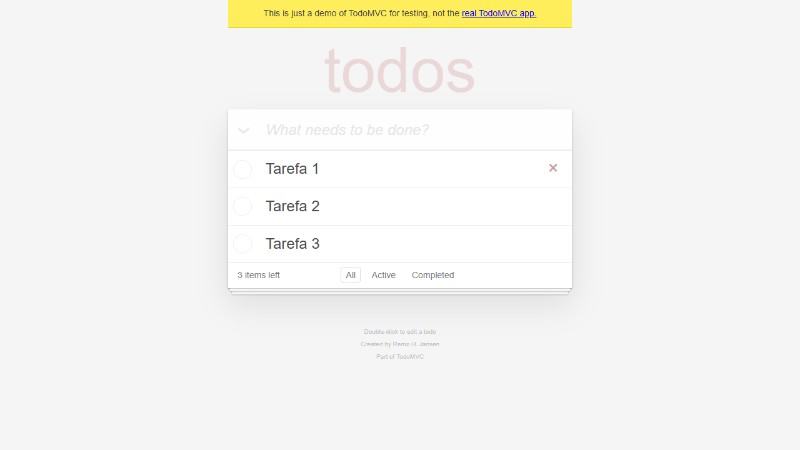 This is just a demo of TodoMVC for testing, not the real TodoMVC app.
todos
What needs to be done?
Tarefa 1
Tarefa 2
Tarefa 3
3 items left All Active Completed
Double-click to edit a todo
Created by Remo H. Jansen
Part of TodoMVC